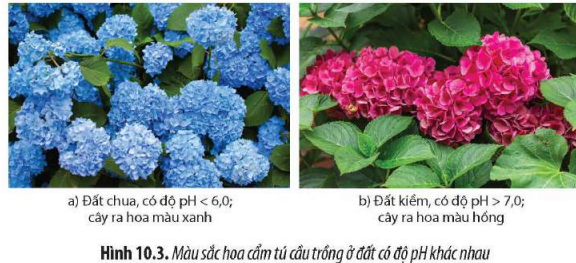 a) Đất chua, có độ pH < 6,0;
cây ra hoa màu xanh
b) Đất kiềm, có độ pH > 7,0;
cây ra hoa màu hồng
Hình 10.3. Màu sắc hoa cẩm tú cầu trồng ở đất có độ pH khác nhau